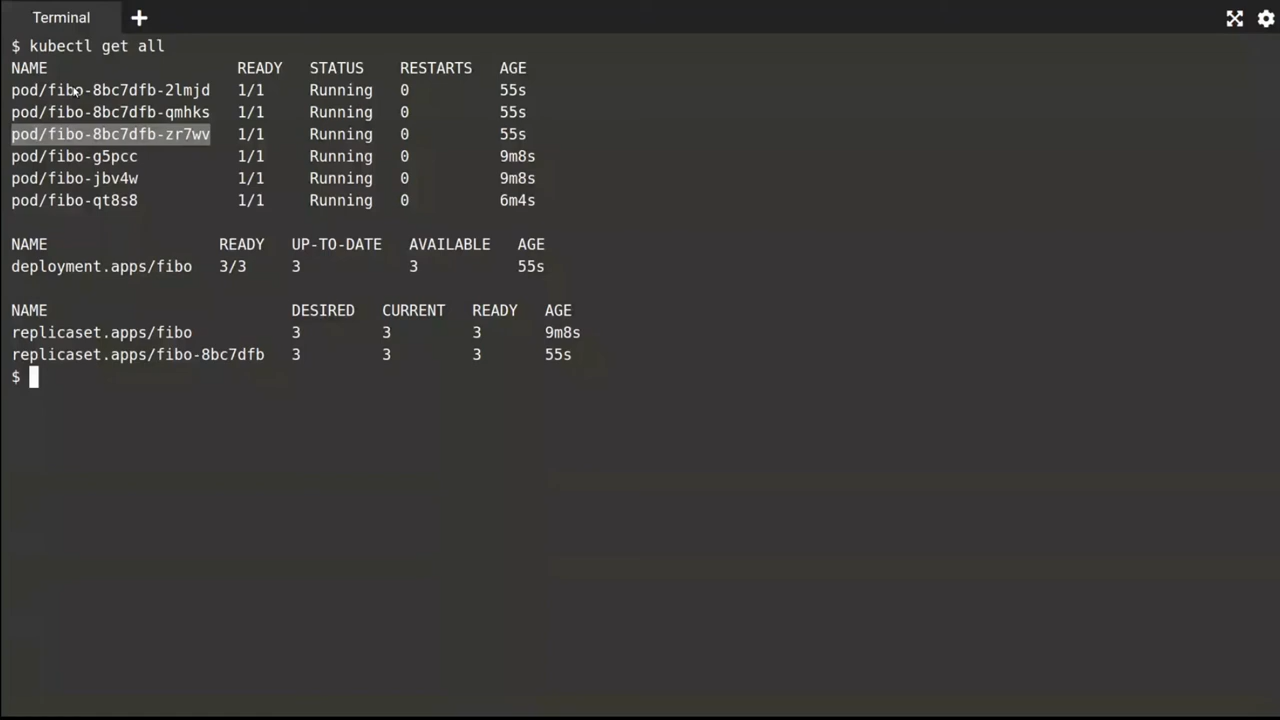 Terminal
$ kubectl get all
NAME READY STATUS RESTARTS AGE
pod/fibo-8bc7dfb-2lmjd 1/1 Running 0 55s
pod/fibo-8bc7dfb-qmhks 1/1 Running 0 55s
pod/fibo-8bc7dfb-zr7wv 1/1 Running 0 55s
pod/fibo-g5pcc 1/1 Running 0 9m8s
pod/fibo-jbv4w 1/1 Running 0 9m8s
pod/fibo-qt8s8 1/1 Running 0 6m4s
NAME READY UP-TO-DATE AVAILABLE AGE
deployment.apps/fibo 3/3 3 3 55s
NAME DESIRED CURRENT READY AGE
replicaset.apps/fibo 3 3 3 9m8s
replicaset.apps/fibo-8bc7dfb 3 3 3 55s
$